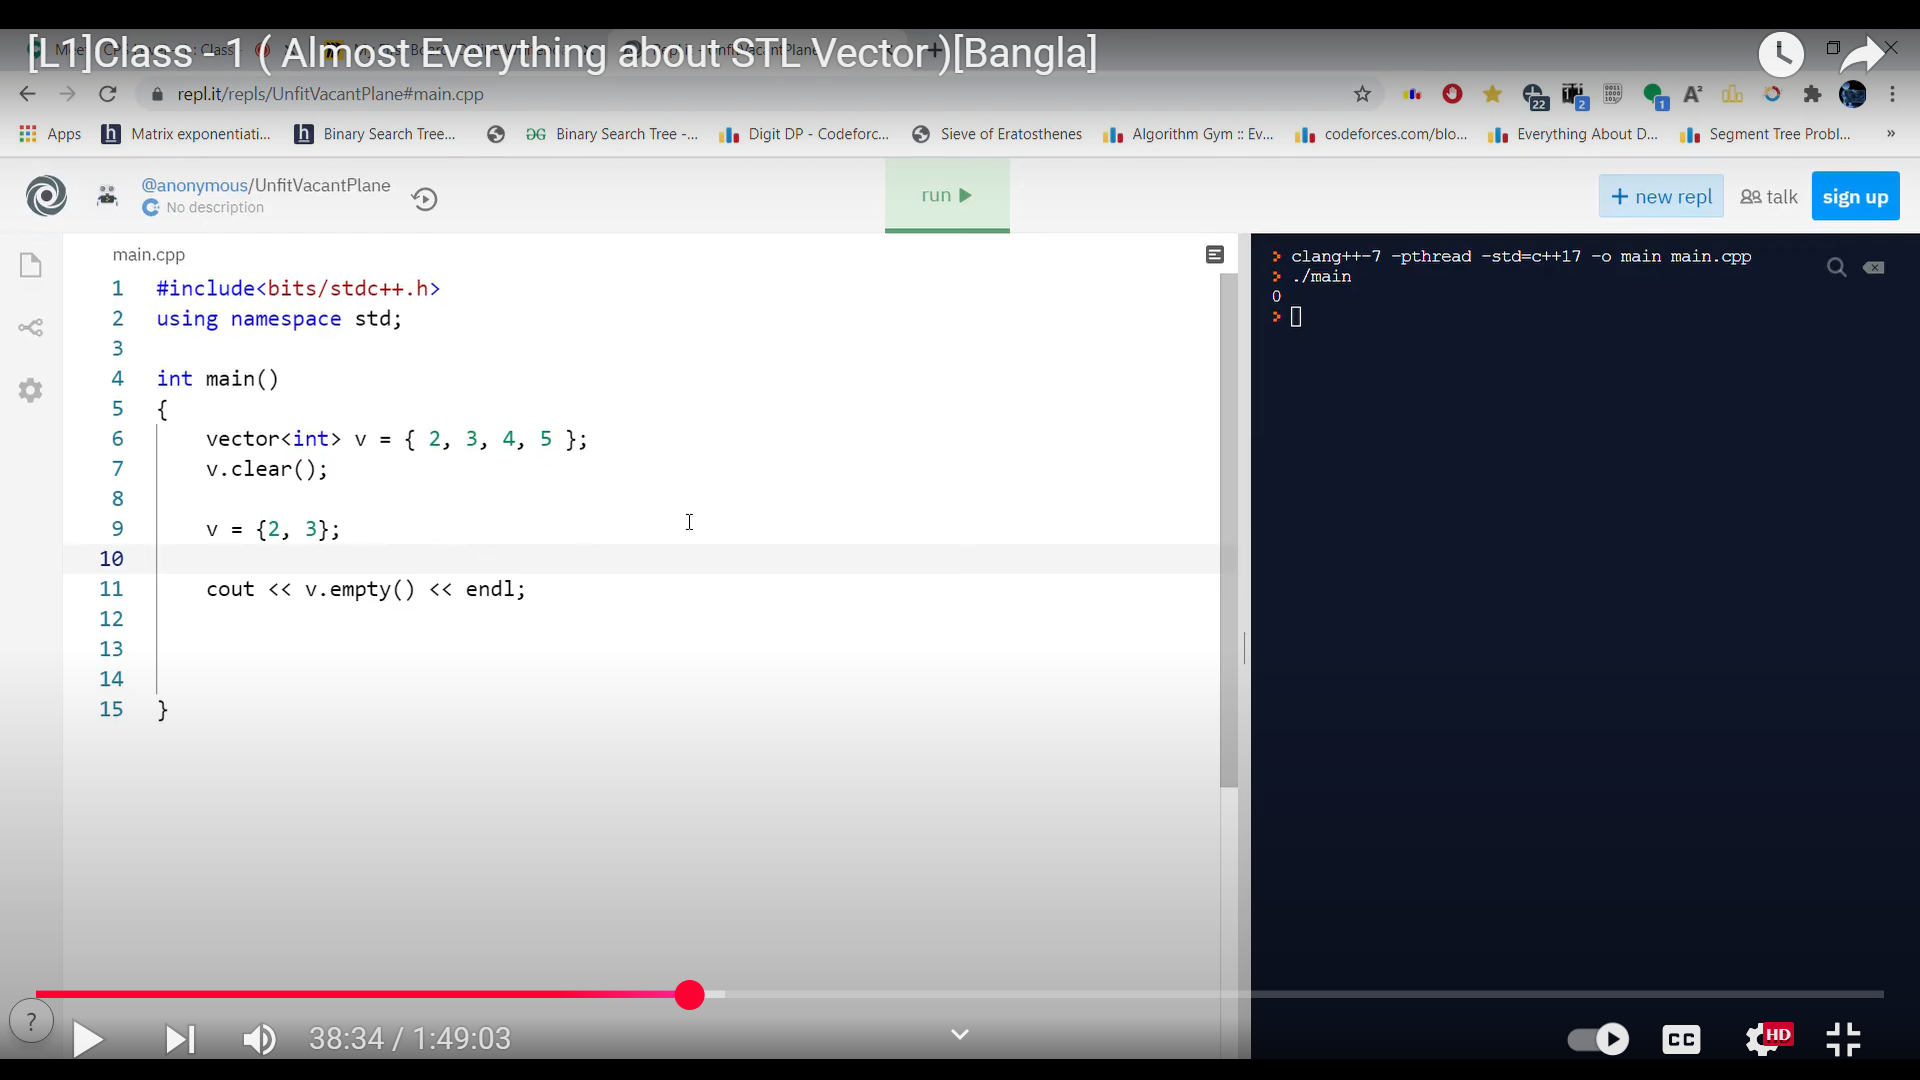 [L1]Class - 1 ( Almost Everything about STL Vector )[Bangla]
repl.it/repls/UnfitVacantPlane#main.cpp
22
2
1
A²
Apps
Matrix exponentiati...
Binary Search Tree...
Binary Search Tree -...
Digit DP - Codeforc...
Sieve of Eratosthenes
Algorithm Gym :: Ev...
codeforces.com/blo...
Everything About D...
Segment Tree Probl...
»
@anonymous/UnfitVacantPlane
No description
run
+ new repl
talk
sign up
main.cpp
1 #include<bits/stdc++.h>
2 using namespace std;
3
4 int main()
5 {
6 vector<int> v = { 2, 3, 4, 5 };
7 v.clear();
8
9 v = {2, 3};
10
11 cout << v.empty() << endl;
12
13
14
15 }
> clang++-7 -pthread -std=c++17 -o main main.cpp
> ./main
0
>
?
38:34 / 1:49:03
CC
HD